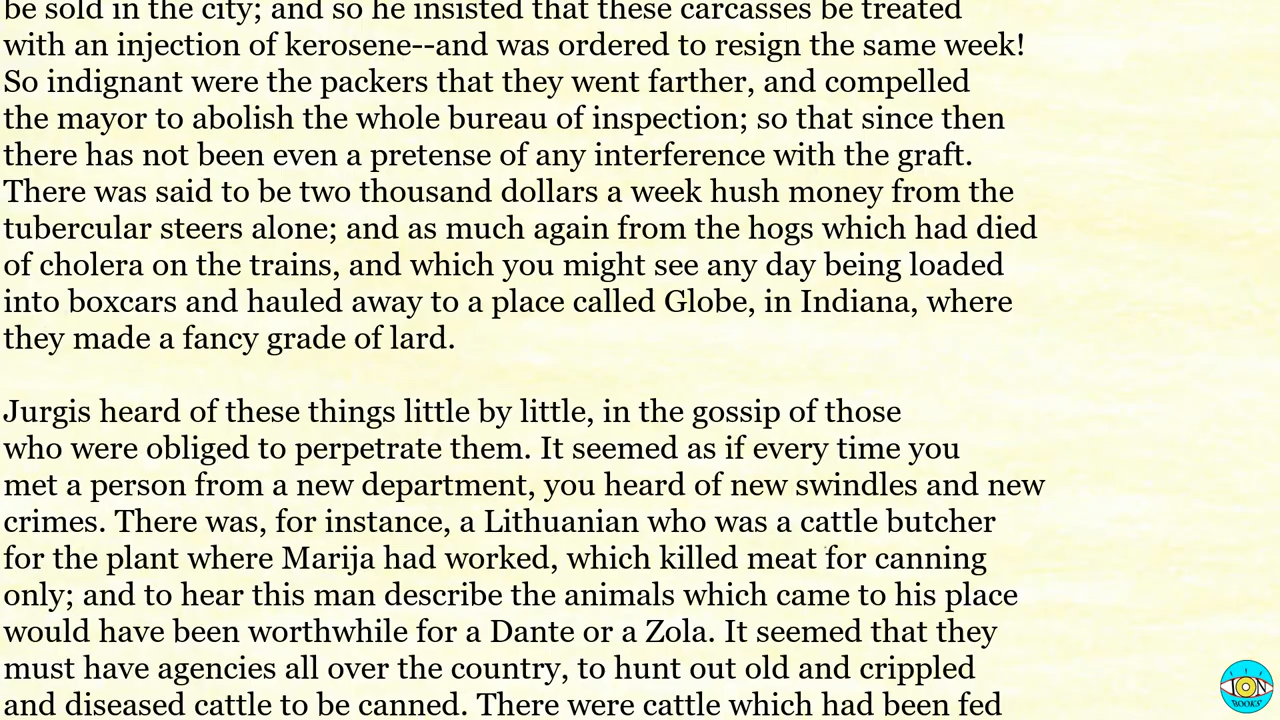 be sold in the city; and so he insisted that these carcasses be treated
with an injection of kerosene--and was ordered to resign the same week!
So indignant were the packers that they went farther, and compelled
the mayor to abolish the whole bureau of inspection; so that since then
there has not been even a pretense of any interference with the graft.
There was said to be two thousand dollars a week hush money from the
tubercular steers alone; and as much again from the hogs which had died
of cholera on the trains, and which you might see any day being loaded
into boxcars and hauled away to a place called Globe, in Indiana, where
they made a fancy grade of lard.
Jurgis heard of these things little by little, in the gossip of those
who were obliged to perpetrate them. It seemed as if every time you
met a person from a new department, you heard of new swindles and new
crimes. There was, for instance, a Lithuanian who was a cattle butcher
for the plant where Marija had worked, which killed meat for canning
only; and to hear this man describe the animals which came to his place
would have been worthwhile for a Dante or a Zola. It seemed that they
must have agencies all over the country, to hunt out old and crippled
and diseased cattle to be canned. There were cattle which had been fed
ION
BOOKS